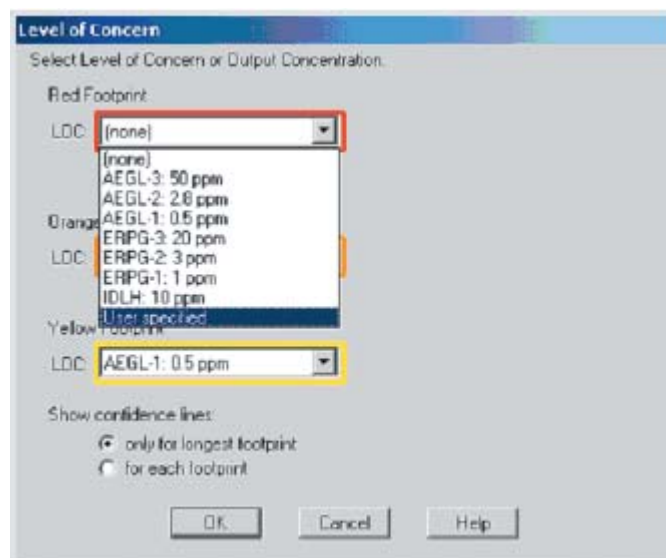 Level of Concern
Select Level of Concern or Output Concentration.
Red Footprint
LOC: (none)
(none)
AEGL-3: 50 ppm
AEGL-2: 2.8 ppm
AEGL-1: 0.5 ppm
ERPG-3: 20 ppm
ERPG-2: 3 ppm
ERPG-1: 1 ppm
IDLH: 10 ppm
User specified
Orange
LOC:
Yellow Footprint
LOC: AEGL-1: 0.5 ppm
Show confidence lines:
only for longest footprint
for each footprint
OK Cancel Help